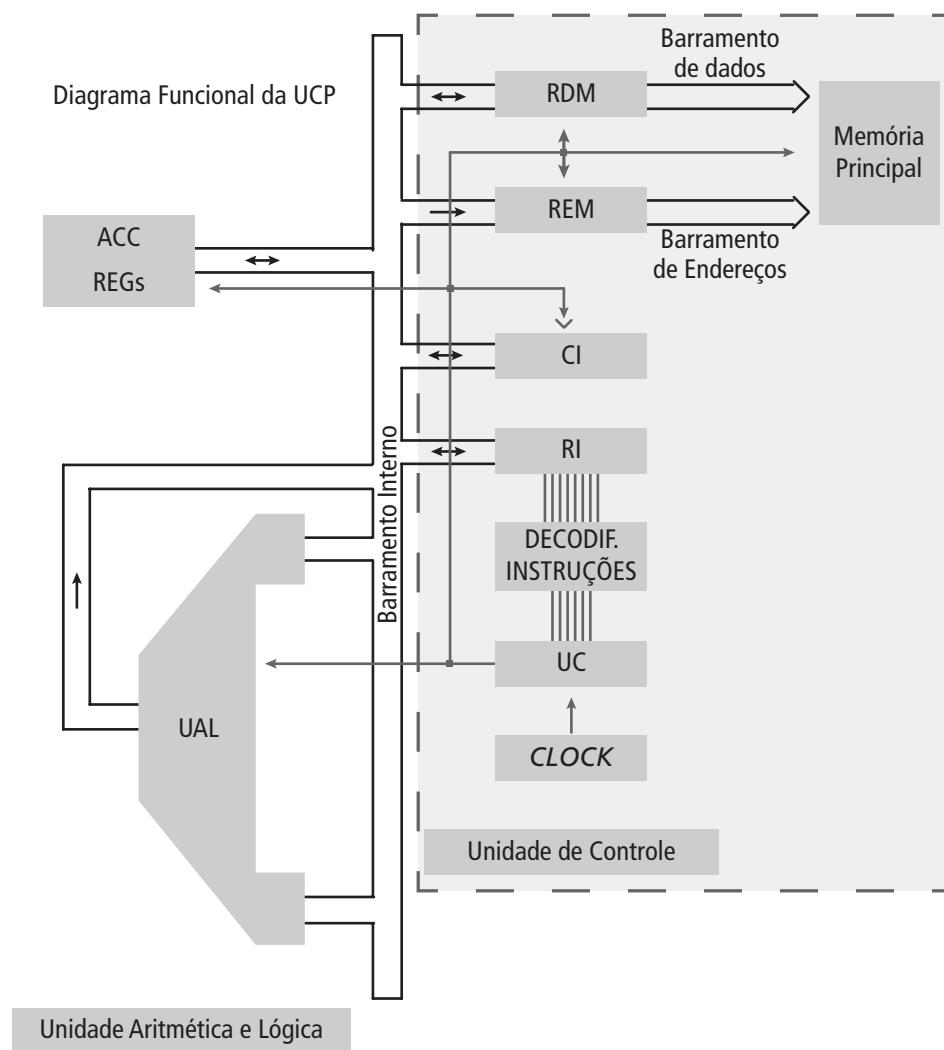 Diagrama Funcional da UCP
Barramento
de dados
RDM
Memória
Principal
REM
Barramento
de Endereços
ACC
REGs
CI
RI
Barramento Interno
DECODIF.
INSTRUÇÕES
UC
UAL
CLOCK
Unidade de Controle
Unidade Aritmética e Lógica